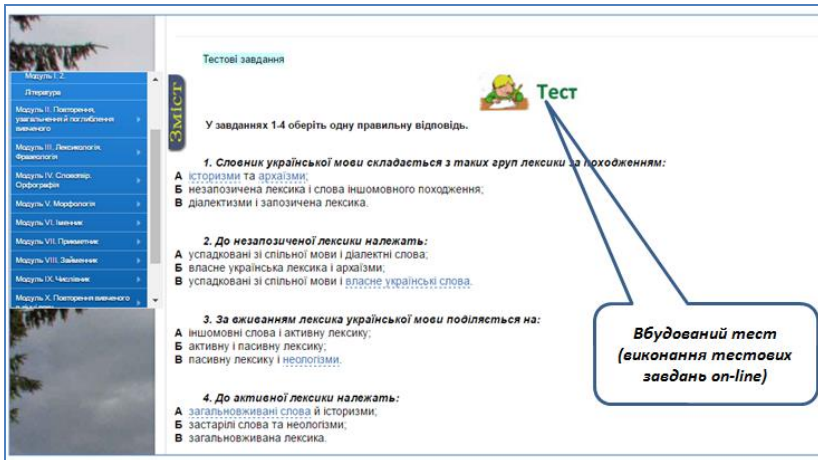 Модуль І. 2.
Література
Модуль ІІ. Повторення,
узагальнення й поглиблення
вивченого
Модуль ІІІ. Лексикологія.
Фразеологія
Модуль IV. Словотвір.
Орфографія
Модуль V. Морфологія
Модуль VI. Іменник
Модуль VII. Прикметник
Модуль VIII. Займенник
Модуль IX. Числівник
Модуль X. Повторення вивченого
Зміст
Тестові завдання
Тест
У завданнях 1-4 оберіть одну правильну відповідь.
1. Словник української мови складається з таких груп лексики за походженням:
А історизми та архаїзми;
Б незапозичена лексика і слова іншомовного походження;
В діалектизми і запозичена лексика.
2. До незапозиченої лексики належать:
А успадковані зі спільної мови і діалектні слова;
Б власне українська лексика і архаїзми;
В успадковані зі спільної мови і власне українські слова.
3. За вживанням лексика української мови поділяється на:
А іншомовні слова і активну лексику;
Б активну і пасивну лексику;
В пасивну лексику і неологізми.
4. До активної лексики належать:
А загальновживані слова й історизми;
Б застарілі слова та неологізми;
В загальновживана лексика.
Вбудований тест
(виконання тестових
завдань on-line)